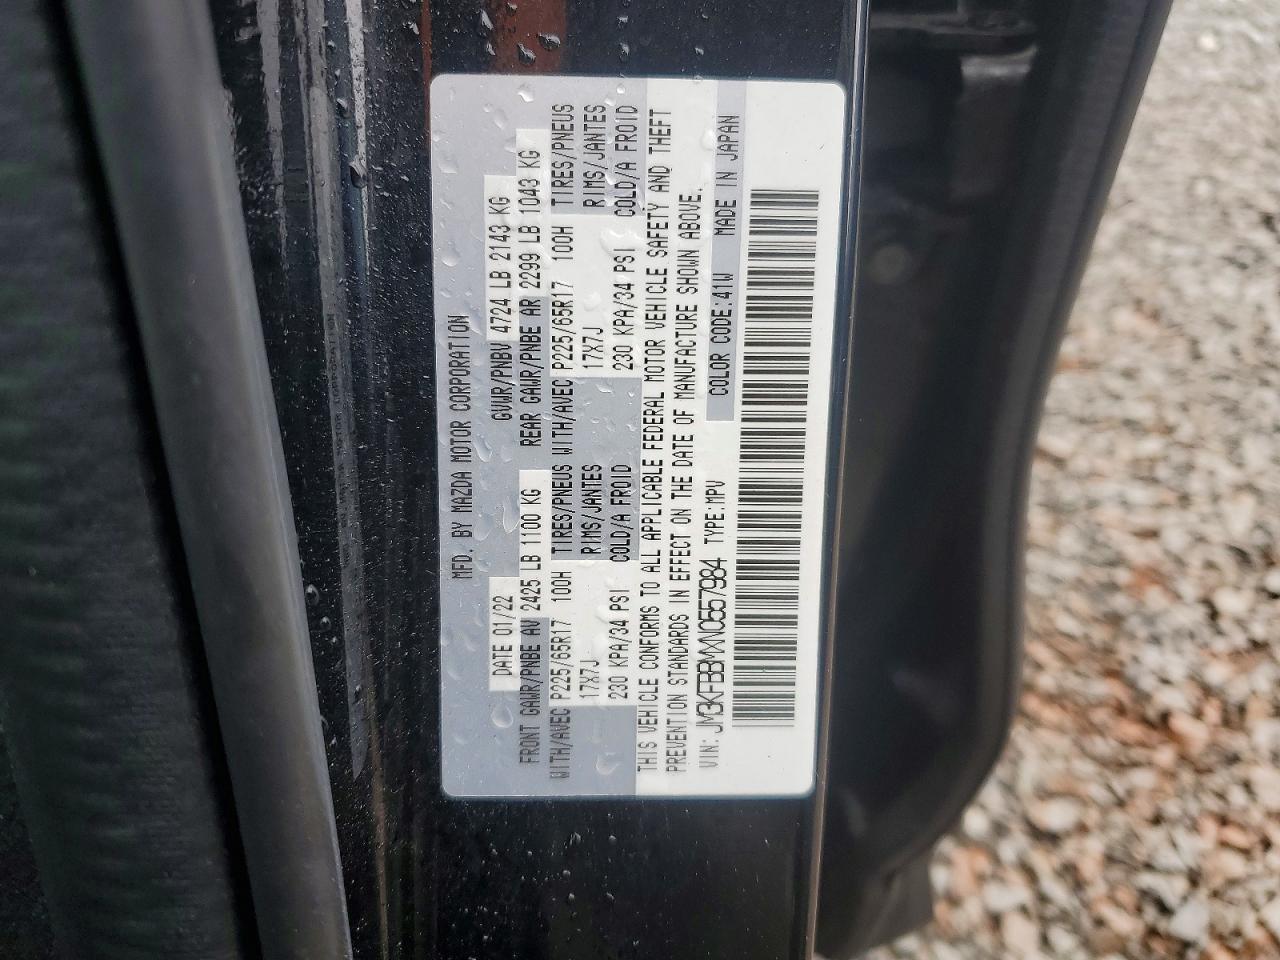 MFD. BY MAZDA MOTOR CORPORATION
DATE 01/22 GVWR/PNBV 4724 LB 2143 KG
FRONT GAWR/PNBE AV 2425 LB 1100 KG REAR GAWR/PNBE AR 2299 LB 1043 KG
WITH/AVEC P225/65R17 100H TIRES/PNEUS WITH/AVEC P225/65R17 100H TIRES/PNEUS
17X7J RIMS/JANTES 17X7J RIMS/JANTES
230 KPA/34 PSI COLD/A FROID 230 KPA/34 PSI COLD/A FROID
THIS VEHICLE CONFORMS TO ALL APPLICABLE FEDERAL MOTOR VEHICLE SAFETY AND THEFT
PREVENTION STANDARDS IN EFFECT ON THE DATE OF MANUFACTURE SHOWN ABOVE.
VIN: JM3KFBBMXN0557984 TYPE:MPV COLOR CODE:41W MADE IN JAPAN